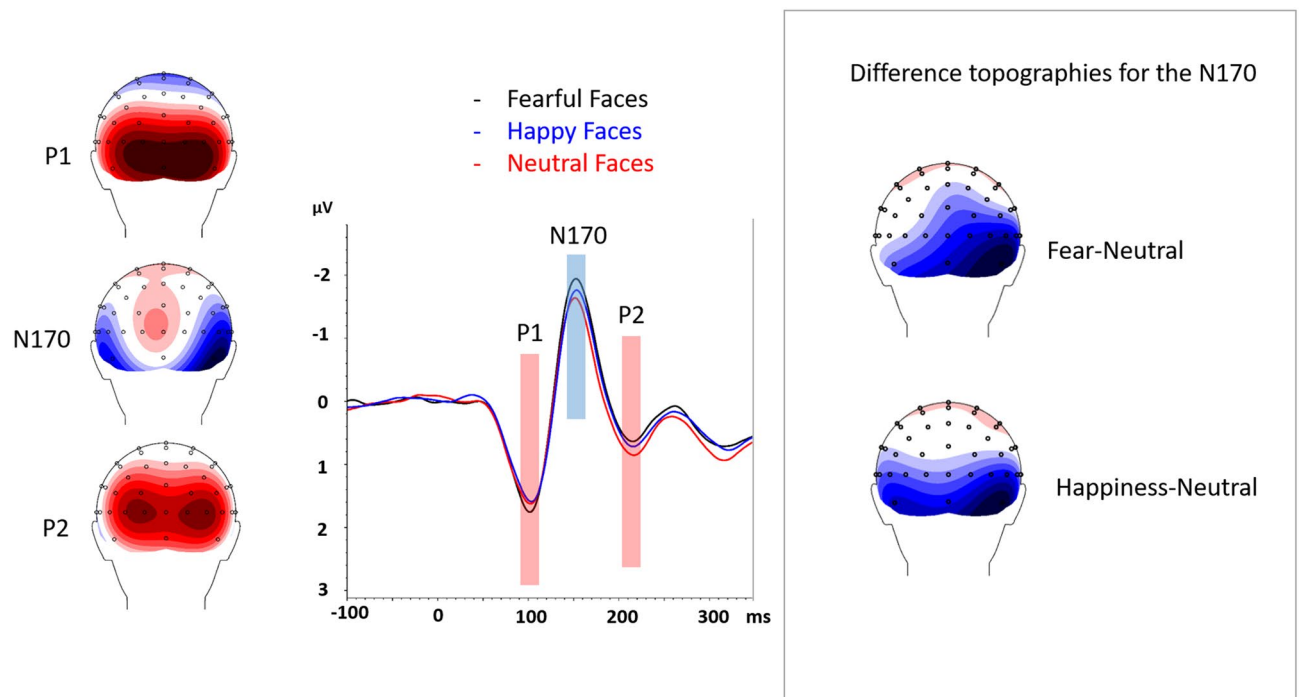 P1
N170
P2
- Fearful Faces
- Happy Faces
- Neutral Faces
µV
-2
-1
0
1
2
3
-100
0
100
200
300
ms
P1
N170
P2
Difference topographies for the N170
Fear-Neutral
Happiness-Neutral